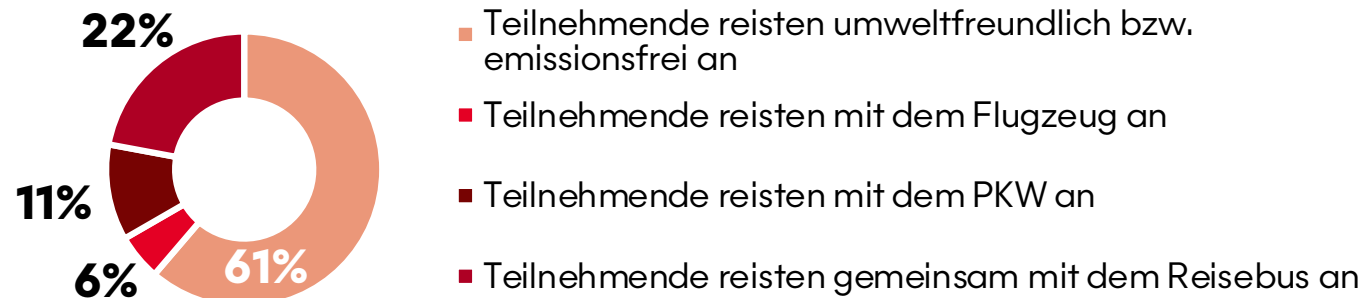 22%
11%
6%
61%
Teilnehmende reisten umweltfreundlich bzw.
emissionsfrei an
Teilnehmende reisten mit dem Flugzeug an
Teilnehmende reisten mit dem PKW an
Teilnehmende reisten gemeinsam mit dem Reisebus an